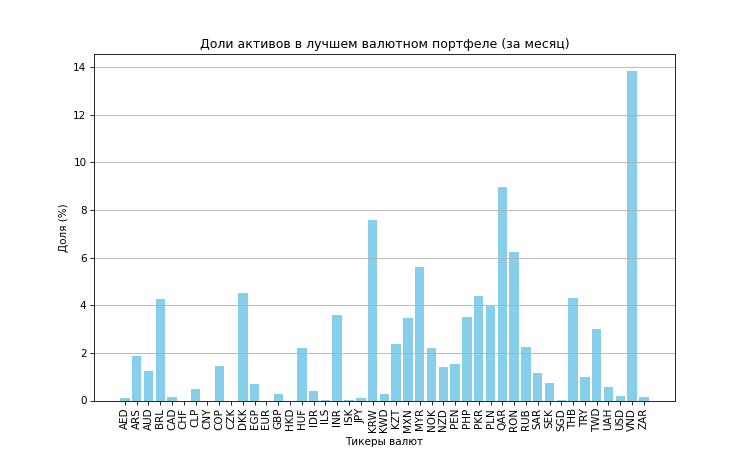 Доли активов в лучшем валютном портфеле (за месяц)
Доля (%)
14
12
10
8
6
4
2
0
AED ARS AUD BRL CAD CHF CLP CNY COP CZK DKK EGP EUR GBP HKD HUF IDR ILS INR ISK JPY KRW KWD KZT MXN MYR NOK NZD PEN PHP PKR PLN QAR RON RUB SAR SEK SGD THB TRY TWD UAH USD VND ZAR
Тикеры валют